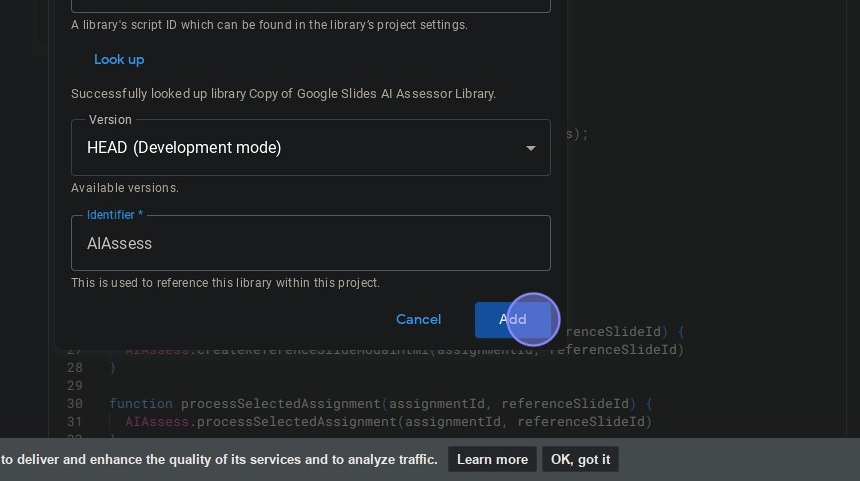 A library's script ID which can be found in the library's project settings.
Look up
Successfully looked up library Copy of Google Slides AI Assessor Library.
Version
HEAD (Development mode)
s);
Available versions.
Identifier *
AIAssess
This is used to reference this library within this project.
Cancel
Add
renceSlideId) {
27 AIAssess.createReferenceSlideModalHtml(assignmentId, referenceSlideId)
28 }
29
30 function processSelectedAssignment(assignmentId, referenceSlideId) {
31 AIAssess.processSelectedAssignment(assignmentId, referenceSlideId)
to deliver and enhance the quality of its services and to analyze traffic.
Learn more
OK, got it